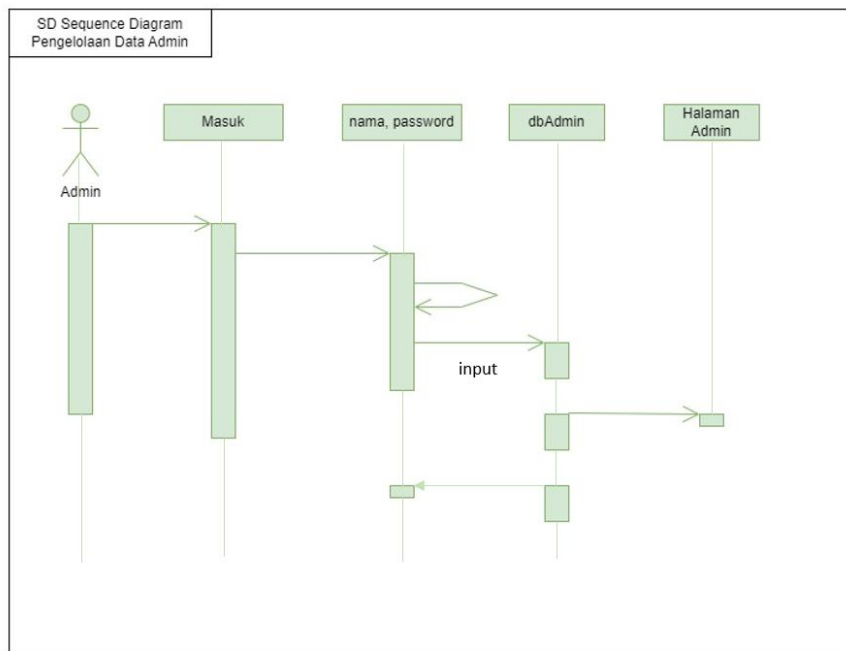 SD Sequence Diagram
Pengelolaan Data Admin
Masuk
nama, password
dbAdmin
Halaman
Admin
Admin
input